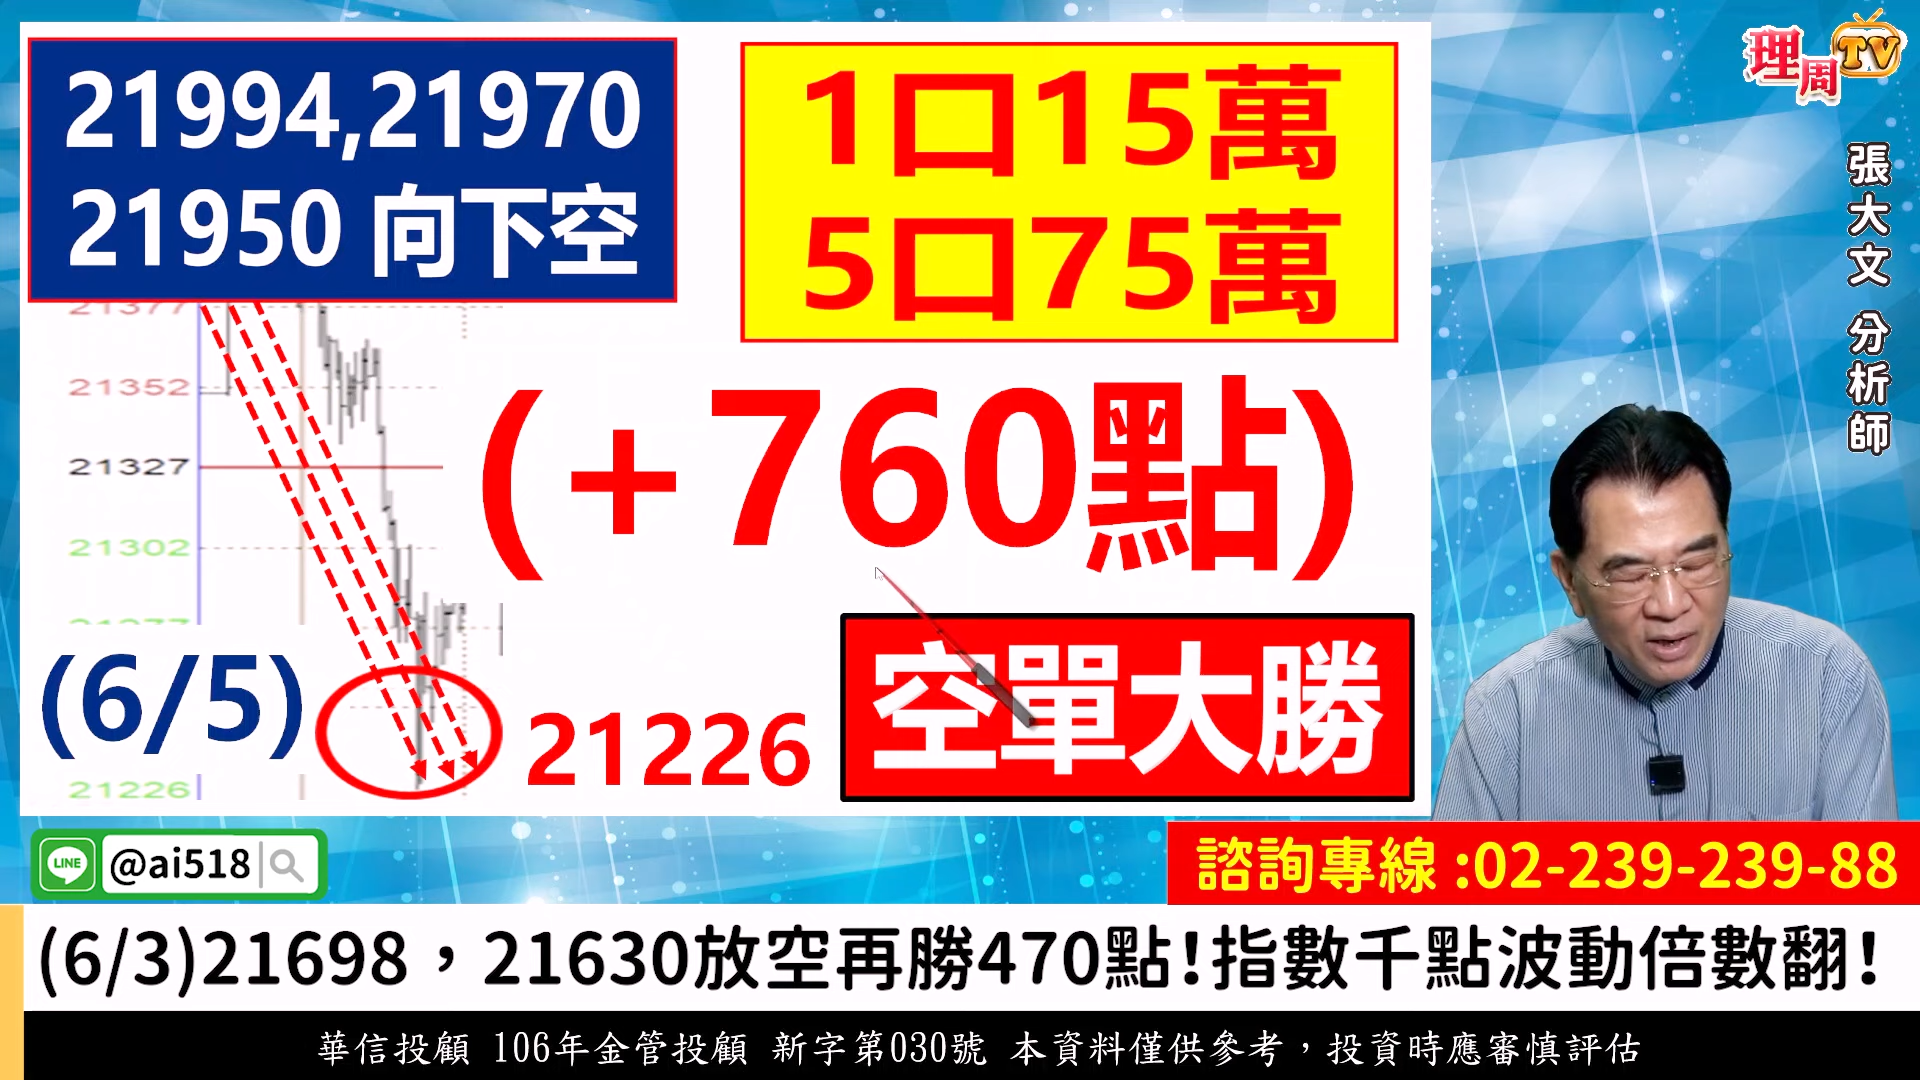 21994,21970
21950 向下空
1口15萬
5口75萬
理周TV
張大文 分析師
21377
21352
21327
21302
21277
21226
(+760點)
(6/5)
21226
空單大勝
LINE
@ai518
諮詢專線 :02-239-239-88
(6/3)21698，21630放空再勝470點!指數千點波動倍數翻!
華信投顧 106年金管投顧 新字第030號 本資料僅供參考，投資時應審慎評估